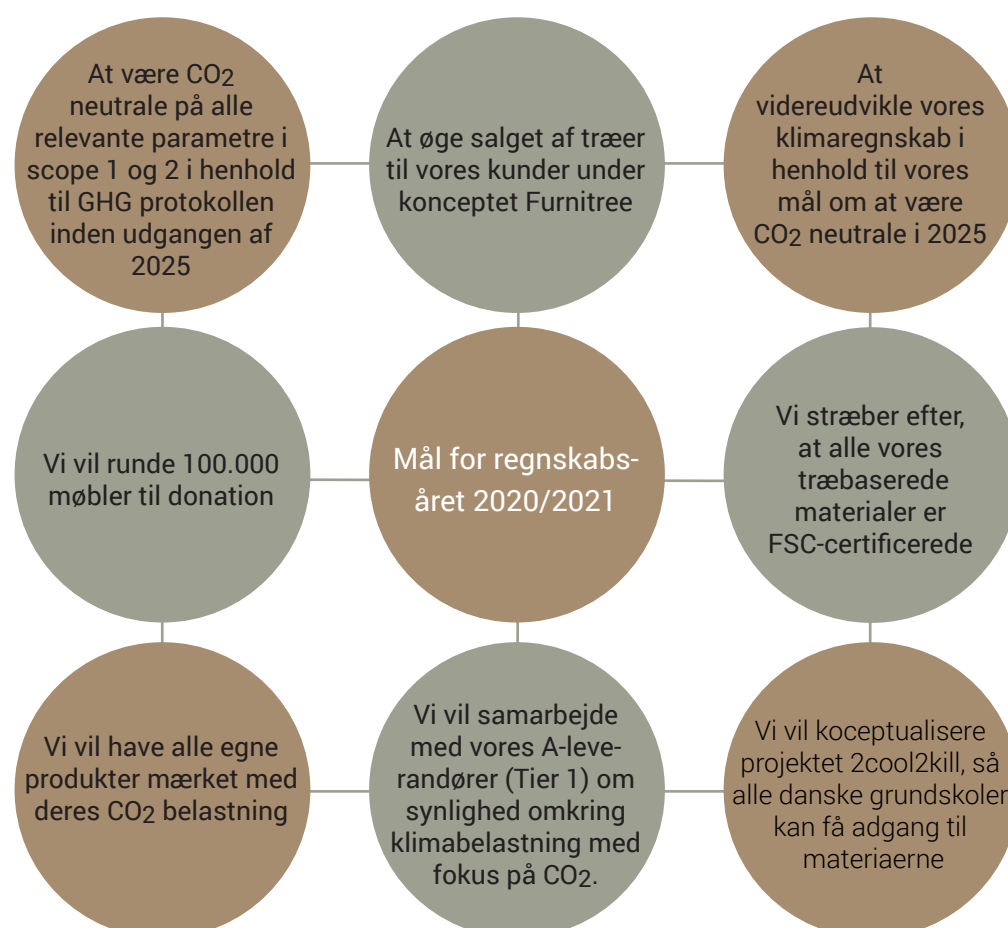 At være CO2
neutrale på alle
relevante parametre i
scope 1 og 2 i henhold
til GHG protokollen
inden udgangen af
2025
At øge salget af træer
til vores kunder under
konceptet Furnitree
At
videreudvikle vores
klimaregnskab i
henhold til vores
mål om at være
CO2 neutrale i 2025
Vi vil runde 100.000
møbler til donation
Mål for regnskabs-
året 2020/2021
Vi stræber efter,
at alle vores
træbaserede
materialer er
FSC-certificerede
Vi vil have alle egne
produkter mærket med
deres CO2 belastning
Vi vil samarbejde
med vores A-leve-
randører (Tier 1) om
synlighed omkring
klimabelastning med
fokus på CO2.
Vi vil koceptualisere
projektet 2cool2kill, så
alle danske grundskoler
kan få adgang til
materiaerne